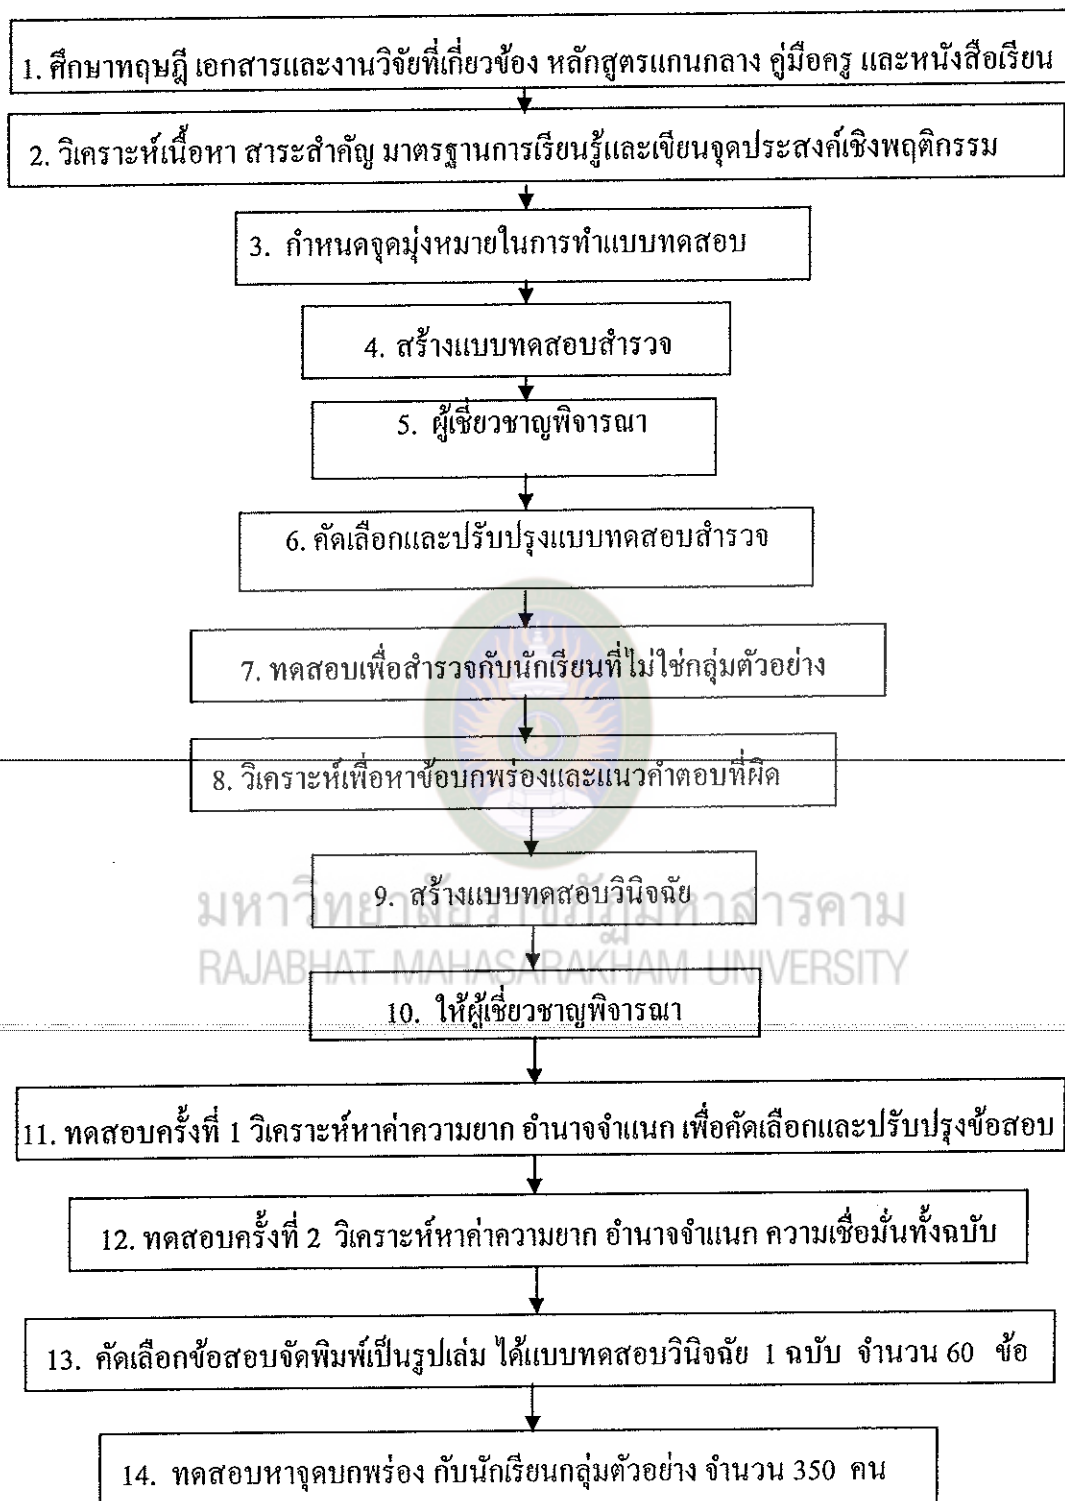 1. ศึกษาทฤษฎี เอกสารและงานวิจัยที่เกี่ยวข้อง หลักสูตรแกนกลาง คู่มือครู และหนังสือเรียน
2. วิเคราะห์เนื้อหา สาระสำคัญ มาตรฐานการเรียนรู้และเขียนจุดประสงค์เชิงพฤติกรรม
3. กำหนดจุดมุ่งหมายในการทำแบบทดสอบ
4. สร้างแบบทดสอบสำรวจ
5. ผู้เชี่ยวชาญพิจารณา
6. คัดเลือกและปรับปรุงแบบทดสอบสำรวจ
7. ทดสอบเพื่อสำรวจกับนักเรียนที่ไม่ใช่กลุ่มตัวอย่าง
8. วิเคราะห์เพื่อหาข้อบกพร่องและแนวคำตอบที่ผิด
9. สร้างแบบทดสอบวินิจฉัย
มหาวิทยาลัยราชภัฏมหาสารคาม
RAJABHAT MAHASARAKHAM UNIVERSITY
10. ให้ผู้เชี่ยวชาญพิจารณา
11. ทดสอบครั้งที่ 1 วิเคราะห์หาค่าความยาก อำนาจจำแนก เพื่อคัดเลือกและปรับปรุงข้อสอบ
12. ทดสอบครั้งที่ 2 วิเคราะห์หาค่าความยาก อำนาจจำแนก ความเชื่อมั่นทั้งฉบับ
13. คัดเลือกข้อสอบจัดพิมพ์เป็นรูปเล่ม ได้แบบทดสอบวินิจฉัย 1 ฉบับ จำนวน 60 ข้อ
14. ทดสอบหาจุดบกพร่อง กับนักเรียนกลุ่มตัวอย่าง จำนวน 350 คน